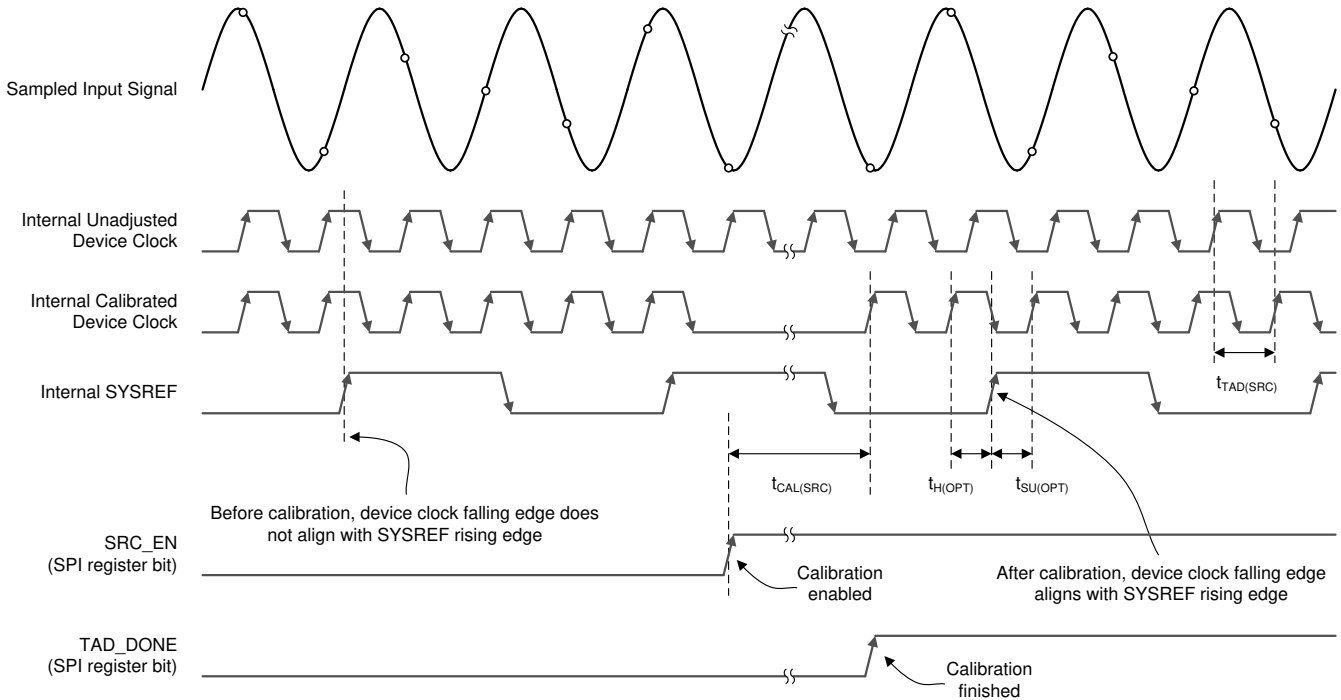 Sampled Input Signal
Internal Unadjusted
Device Clock
Internal Calibrated
Device Clock
Internal SYSREF
tTAD(SRC)
tCAL(SRC)
tH(OPT)
tSU(OPT)
Before calibration, device clock falling edge does
not align with SYSREF rising edge
SRC_EN
(SPI register bit)
Calibration
enabled
After calibration, device clock falling edge
aligns with SYSREF rising edge
TAD_DONE
(SPI register bit)
Calibration
finished